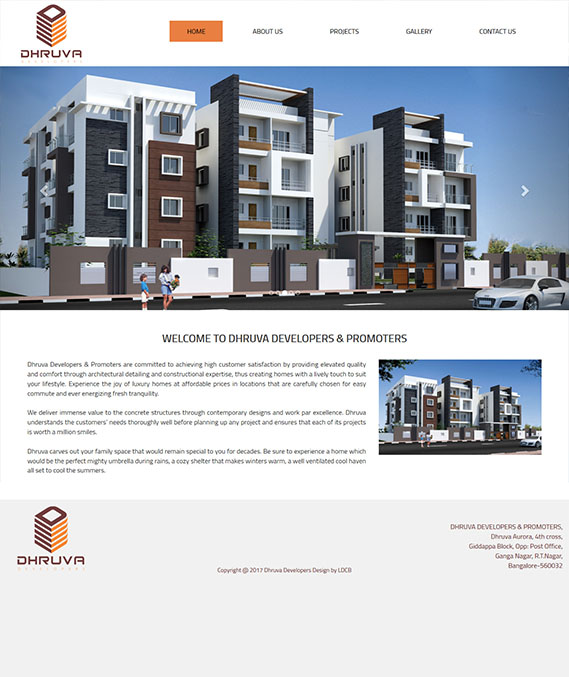 DHRUVA
DEVELOPERS
HOME
ABOUT US
PROJECTS
GALLERY
CONTACT US
WELCOME TO DHRUVA DEVELOPERS & PROMOTERS
Dhruva Developers & Promoters are committed to achieving high customer satisfaction by providing elevated quality
and comfort through architectural detailing and constructional expertise, thus creating homes with a lively touch to suit
your lifestyle. Experience the joy of luxury homes at affordable prices in locations that are carefully chosen for easy
commute and ever energizing fresh tranquility.
We deliver immense value to the concrete structures through contemporary designs and work par excellence. Dhruva
understands the customers' needs thoroughly well before planning up any project and ensures that each of its projects
is worth a million smiles.
Dhruva carves out your family space that would remain special to you for decades. Be sure to experience a home which
would be the perfect mighty umbrella during rains, a cozy shelter that makes winters warm, a well ventilated cool haven
all set to cool the summers.
DHRUVA
DEVELOPERS
Copyright @ 2017 Dhruva Developers Design by LDCB
DHRUVA DEVELOPERS & PROMOTERS,
Dhruva Aurora, 4th cross,
Giddappa Block, Opp: Post Office,
Ganga Nagar, R.T.Nagar,
Bangalore-560032